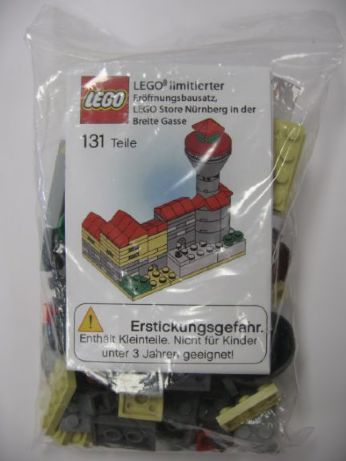 LEGO
LEGO® limitierter
Eröffnungsbausatz,
LEGO Store Nürnberg in der
Breite Gasse
131 Teile
Erstickungsgefahr.
Enthält Kleinteile. Nicht für Kinder
unter 3 Jahren geeignet!